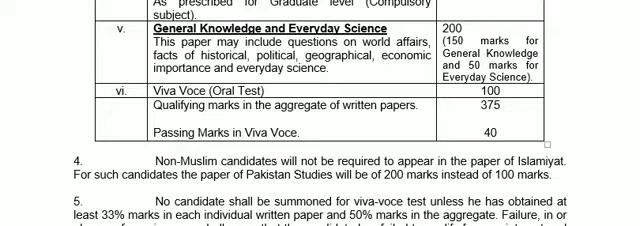 As prescribed for Graduate level (Compulsory
subject).
v. General Knowledge and Everyday Science 200
This paper may include questions on world affairs, (150 marks for
facts of historical, political, geographical, economic General Knowledge
importance and everyday science. and 50 marks for
Everyday Science).
vi. Viva Voce (Oral Test) 100
Qualifying marks in the aggregate of written papers. 375
Passing Marks in Viva Voce. 40
4. Non-Muslim candidates will not be required to appear in the paper of Islamiyat.
For such candidates the paper of Pakistan Studies will be of 200 marks instead of 100 marks.
5. No candidate shall be summoned for viva-voce test unless he has obtained at
least 33% marks in each individual written paper and 50% marks in the aggregate. Failure, in or